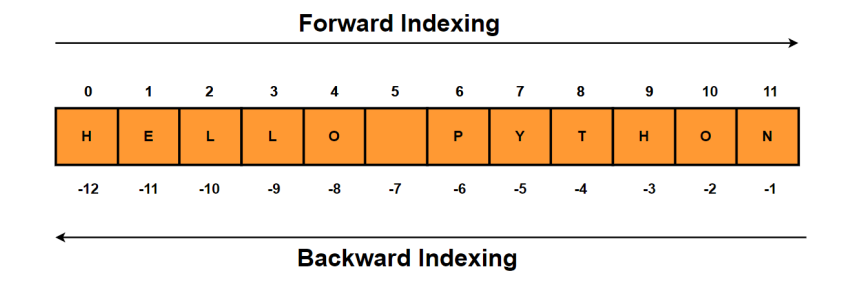 Forward Indexing
0 1 2 3 4 5 6 7 8 9 10 11
H E L L O P Y T H O N
-12 -11 -10 -9 -8 -7 -6 -5 -4 -3 -2 -1
Backward Indexing